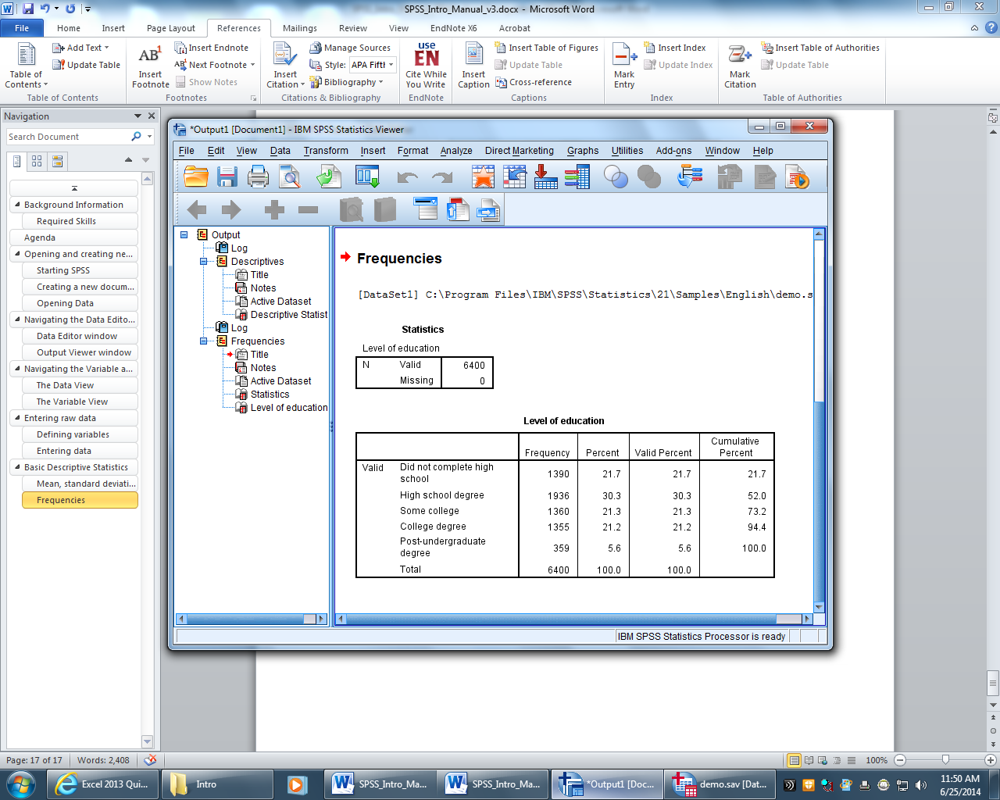 SPSS_Intro_Manual_v3.docx - Microsoft Word
File Home Insert Page Layout References Mailings Review View EndNote X6 Acrobat
Table of Contents
Add Text
Update Table
Table of Contents
AB1
Insert Footnote
Insert Endnote
Next Footnote
Show Notes
Footnotes
Insert Citation
Manage Sources
Style: APA Fifth
Bibliography
Citations & Bibliography
use
EN
Cite While You Write
EndNote
Insert Caption
Insert Table of Figures
Update Table
Cross-reference
Captions
Mark Entry
Insert Index
Update Index
Index
Mark Citation
Insert Table of Authorities
Update Table
Table of Authorities
Navigation
Search Document
Background Information
Required Skills
Agenda
Opening and creating ne...
Starting SPSS
Creating a new docum...
Opening Data
Navigating the Data Edito...
Data Editor window
Output Viewer window
Navigating the Variable a...
The Data View
The Variable View
Entering raw data
Defining variables
Entering data
Basic Descriptive Statistics
Mean, standard deviati...
Frequencies
*Output1 [Document1] - IBM SPSS Statistics Viewer
File Edit View Data Transform Insert Format Analyze Direct Marketing Graphs Utilities Add-ons Window Help
Output
Log
Descriptives
Title
Notes
Active Dataset
Descriptive Statist
Log
Frequencies
Title
Notes
Active Dataset
Statistics
Level of education
Frequencies
[DataSet1] C:\Program Files\IBM\SPSS\Statistics\21\Samples\English\demo.s
Statistics
Level of education
N Valid 6400
Missing 0
Level of education
Frequency Percent Valid Percent Cumulative Percent
Valid Did not complete high school 1390 21.7 21.7 21.7
High school degree 1936 30.3 30.3 52.0
Some college 1360 21.3 21.3 73.2
College degree 1355 21.2 21.2 94.4
Post-undergraduate degree 359 5.6 5.6 100.0
Total 6400 100.0 100.0
IBM SPSS Statistics Processor is ready
Page: 17 of 17 Words: 2,408 100%
Excel 2013 Qui... Intro SPSS_Intro_Ma... SPSS_Intro_Ma... *Output1 [Doc... demo.sav [Dat...
11:50 AM
6/25/2014